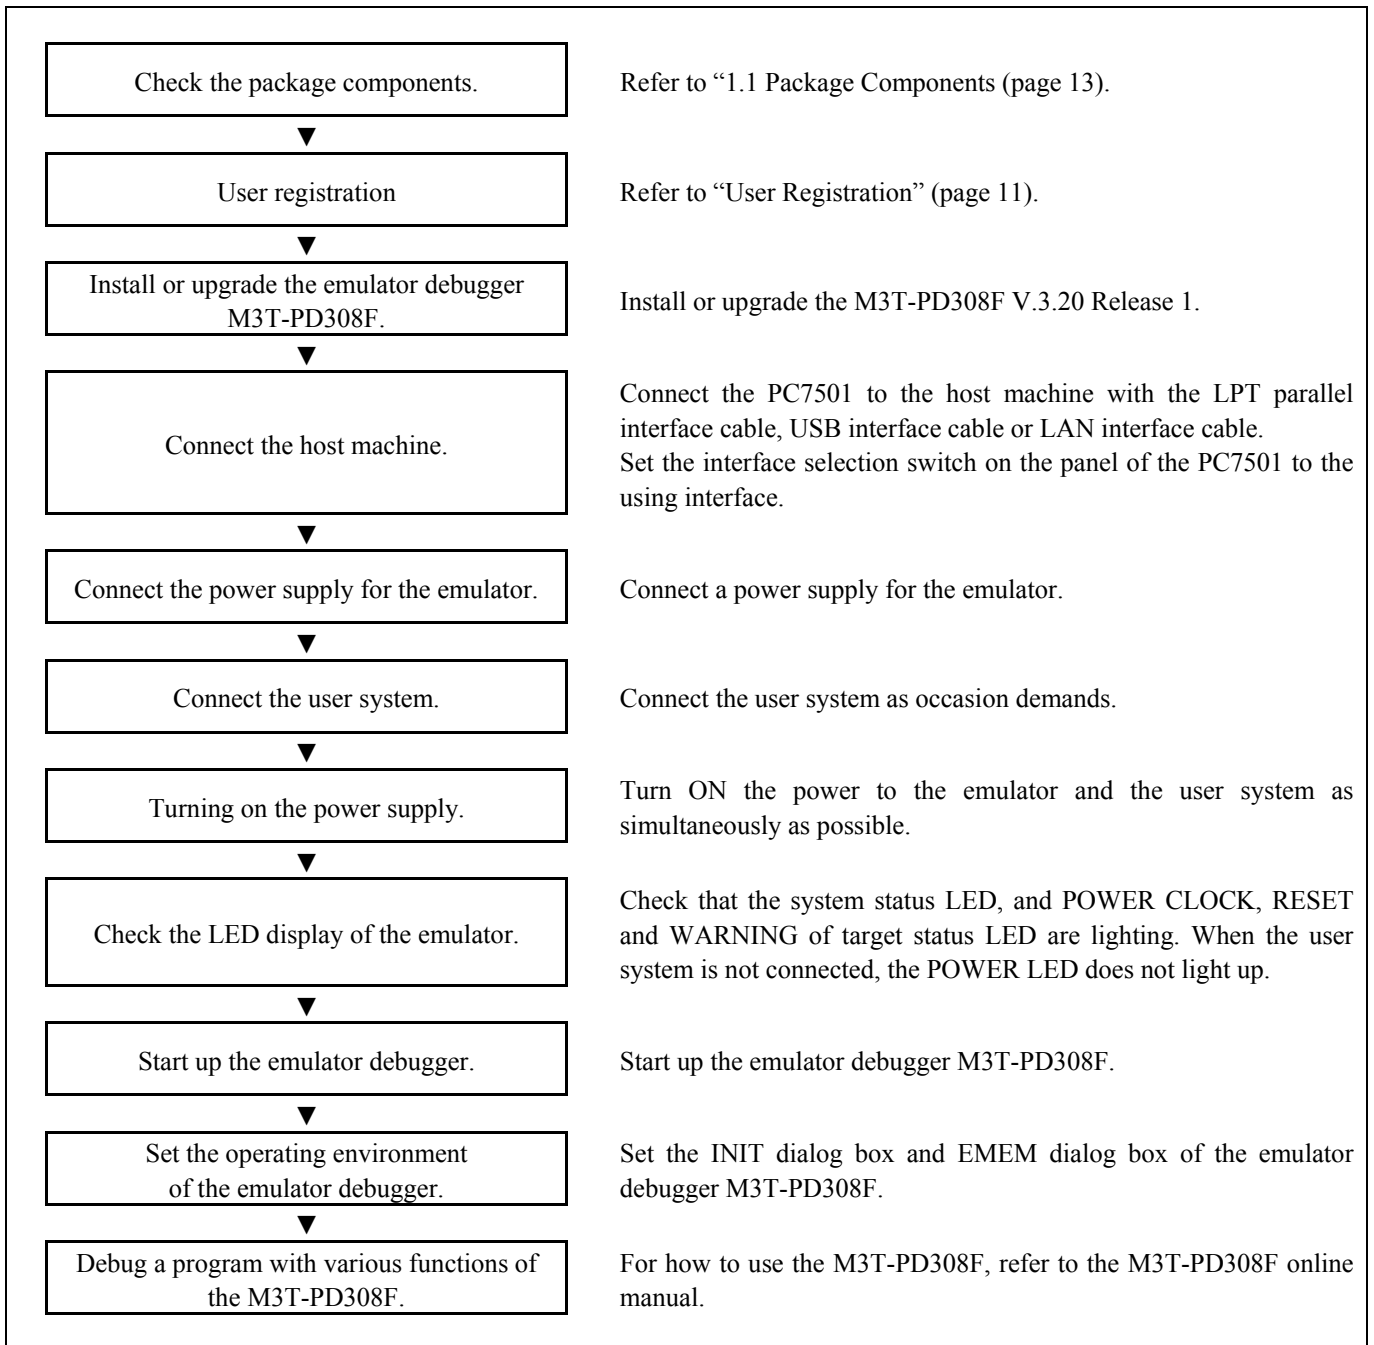 Check the package components.
Refer to “1.1 Package Components (page 13).
▼
User registration
Refer to “User Registration” (page 11).
▼
Install or upgrade the emulator debugger
M3T-PD308F.
Install or upgrade the M3T-PD308F V.3.20 Release 1.
▼
Connect the host machine.
Connect the PC7501 to the host machine with the LPT parallel
interface cable, USB interface cable or LAN interface cable.
Set the interface selection switch on the panel of the PC7501 to the
using interface.
▼
Connect the power supply for the emulator.
Connect a power supply for the emulator.
▼
Connect the user system.
Connect the user system as occasion demands.
▼
Turning on the power supply.
Turn ON the power to the emulator and the user system as
simultaneously as possible.
▼
Check the LED display of the emulator.
Check that the system status LED, and POWER CLOCK, RESET
and WARNING of target status LED are lighting. When the user
system is not connected, the POWER LED does not light up.
▼
Start up the emulator debugger.
Start up the emulator debugger M3T-PD308F.
▼
Set the operating environment
of the emulator debugger.
Set the INIT dialog box and EMEM dialog box of the emulator
debugger M3T-PD308F.
▼
Debug a program with various functions of
the M3T-PD308F.
For how to use the M3T-PD308F, refer to the M3T-PD308F online
manual.